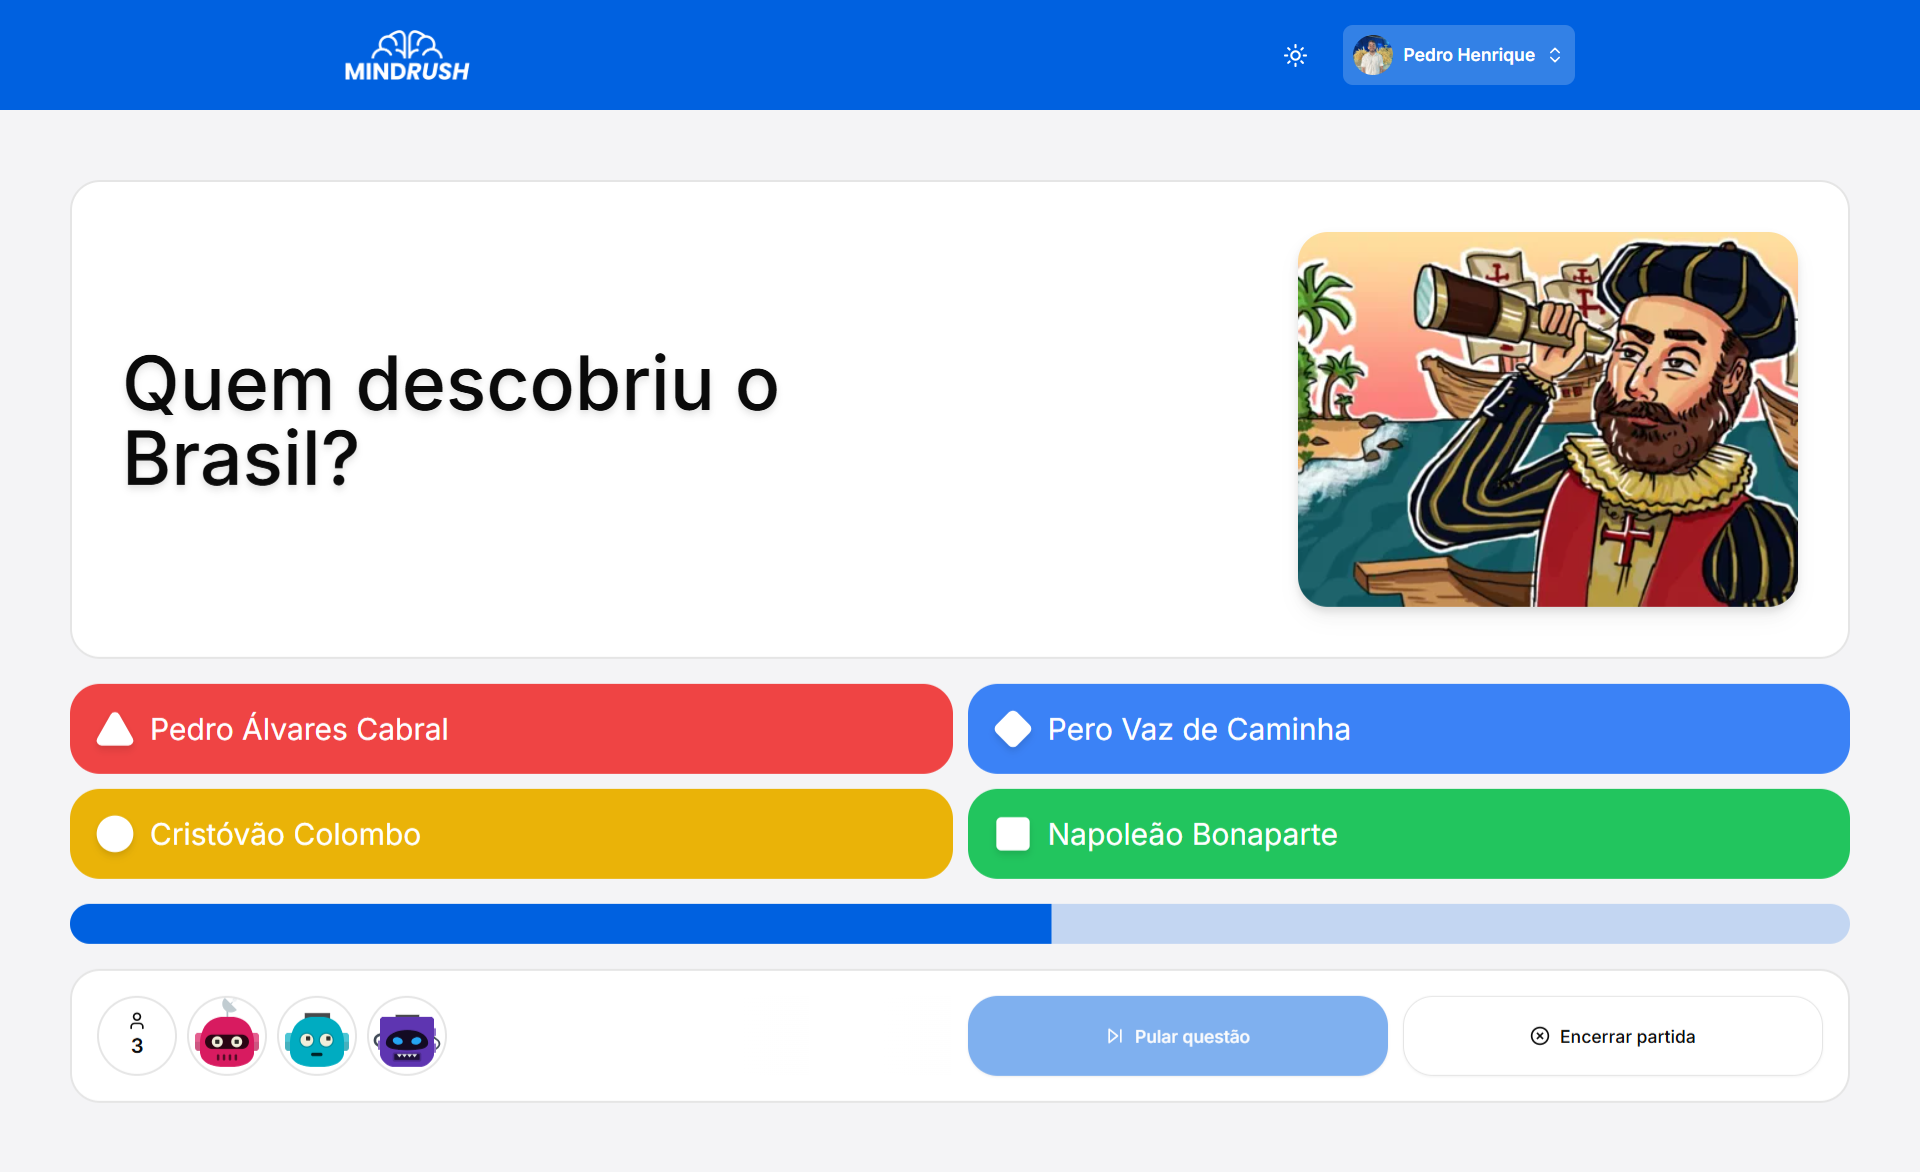 MINDRUSH
Pedro Henrique
Quem descobriu o
Brasil?
Pedro Álvares Cabral
Pero Vaz de Caminha
Cristóvão Colombo
Napoleão Bonaparte
3
Pular questão
Encerrar partida